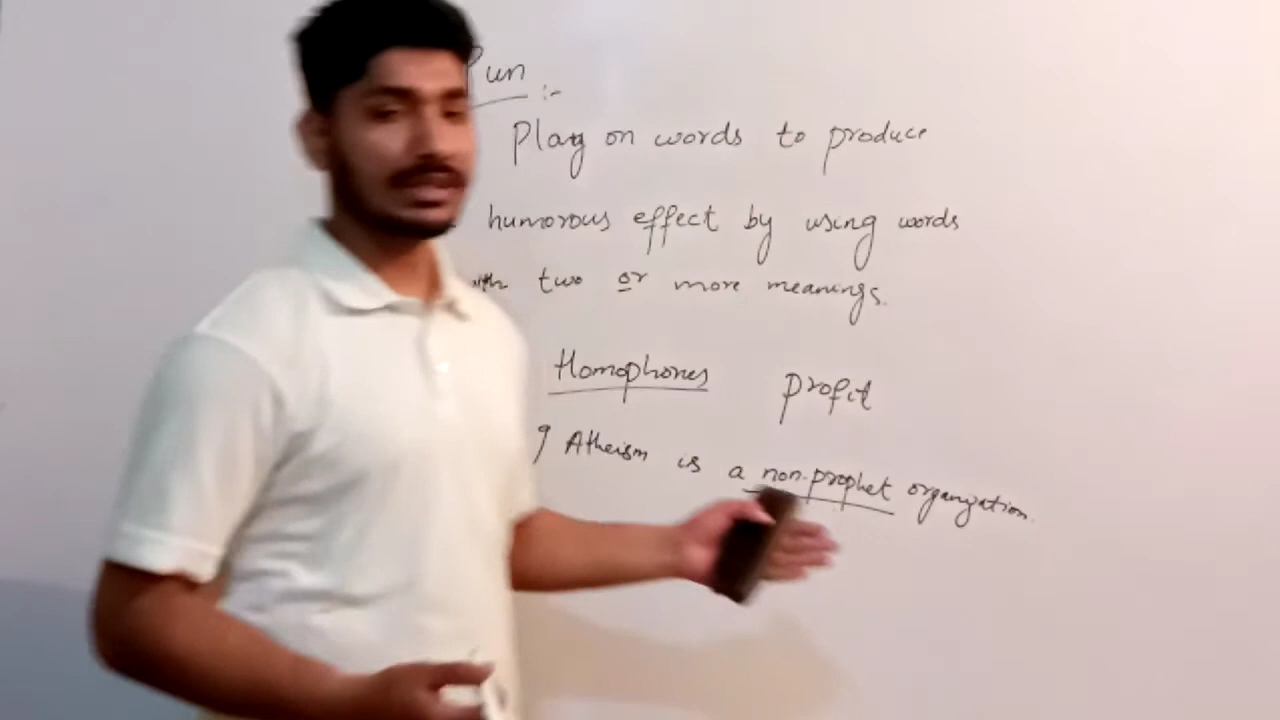 Pun :-
Play on words to produce
humorous effect by using words
with two or more meanings.
Homophones profit
Atheism is a non-prophet organization.